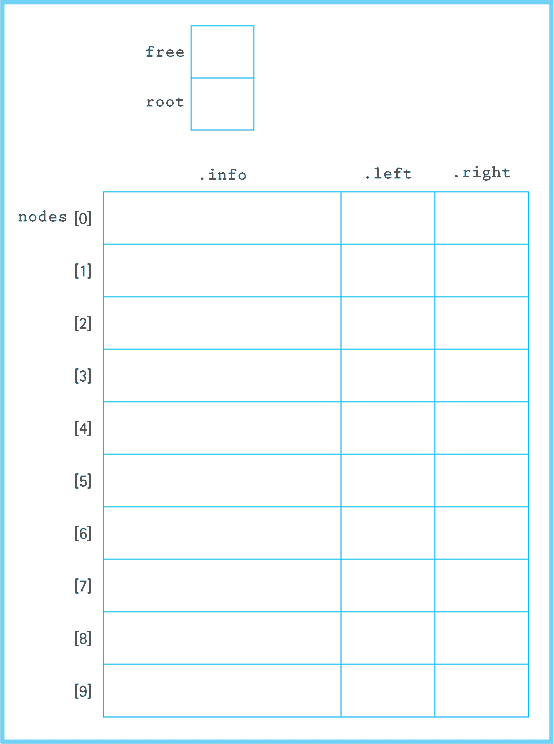 free
root
.info .left .right
nodes [0]
[1]
[2]
[3]
[4]
[5]
[6]
[7]
[8]
[9]